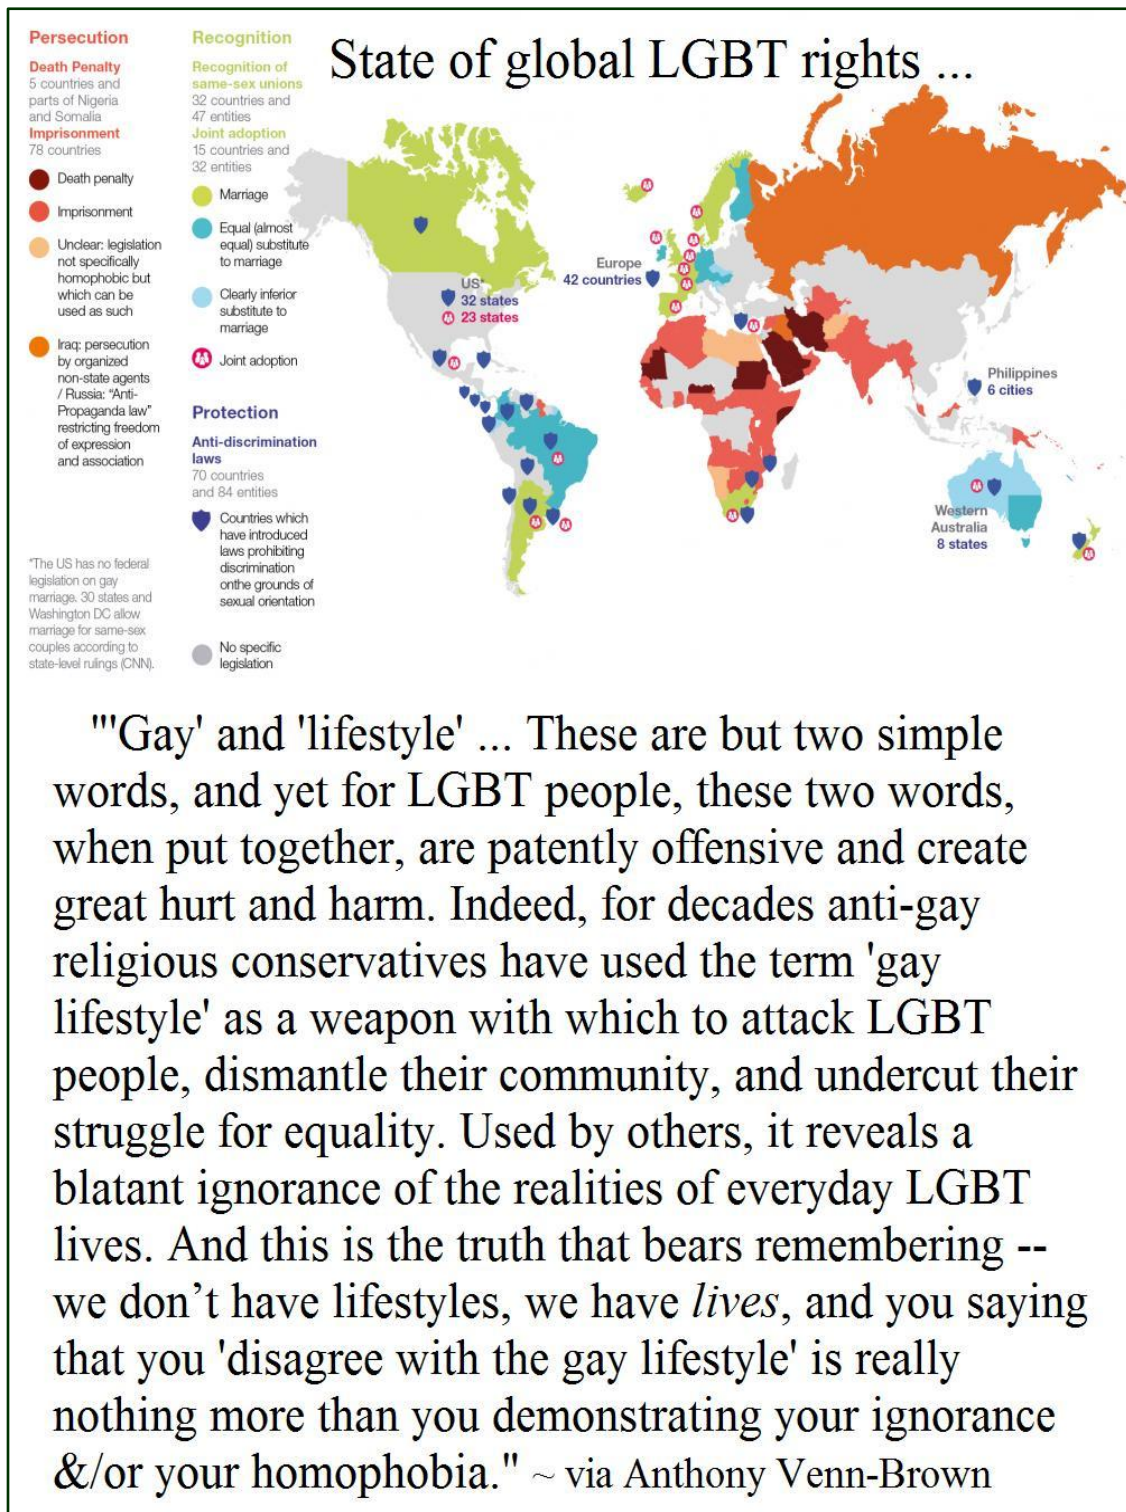 State of global LGBT rights ...
Persecution
Death Penalty
5 countries and
parts of Nigeria
and Somalia
Imprisonment
78 countries
Death penalty
Imprisonment
Unclear: legislation
not specifically
homophobic but
which can be
used as such
Iraq: persecution
by organized
non-state agents
/ Russia: "Anti-
Propaganda law"
restricting freedom
of expression
and association
*The US has no federal
legislation on gay
marriage. 30 states and
Washington DC allow
marriage for same-sex
couples according to
state-level rulings (CNN).
Recognition
Recognition of
same-sex unions
32 countries and
47 entities
Joint adoption
15 countries and
32 entities
Marriage
Equal (almost
equal) substitute
to marriage
Clearly inferior
substitute to
marriage
Joint adoption
Protection
Anti-discrimination
laws
70 countries
and 84 entities
Countries which
have introduced
laws prohibiting
discrimination
onthe grounds of
sexual orientation
No specific
legislation
US*
32 states
23 states
Europe
42 countries
Philippines
6 cities
Western
Australia
8 states
"'Gay' and 'lifestyle' ... These are but two simple
words, and yet for LGBT people, these two words,
when put together, are patently offensive and create
great hurt and harm. Indeed, for decades anti-gay
religious conservatives have used the term 'gay
lifestyle' as a weapon with which to attack LGBT
people, dismantle their community, and undercut their
struggle for equality. Used by others, it reveals a
blatant ignorance of the realities of everyday LGBT
lives. And this is the truth that bears remembering --
we don’t have lifestyles, we have lives, and you saying
that you 'disagree with the gay lifestyle' is really
nothing more than you demonstrating your ignorance
&/or your homophobia." ~ via Anthony Venn-Brown